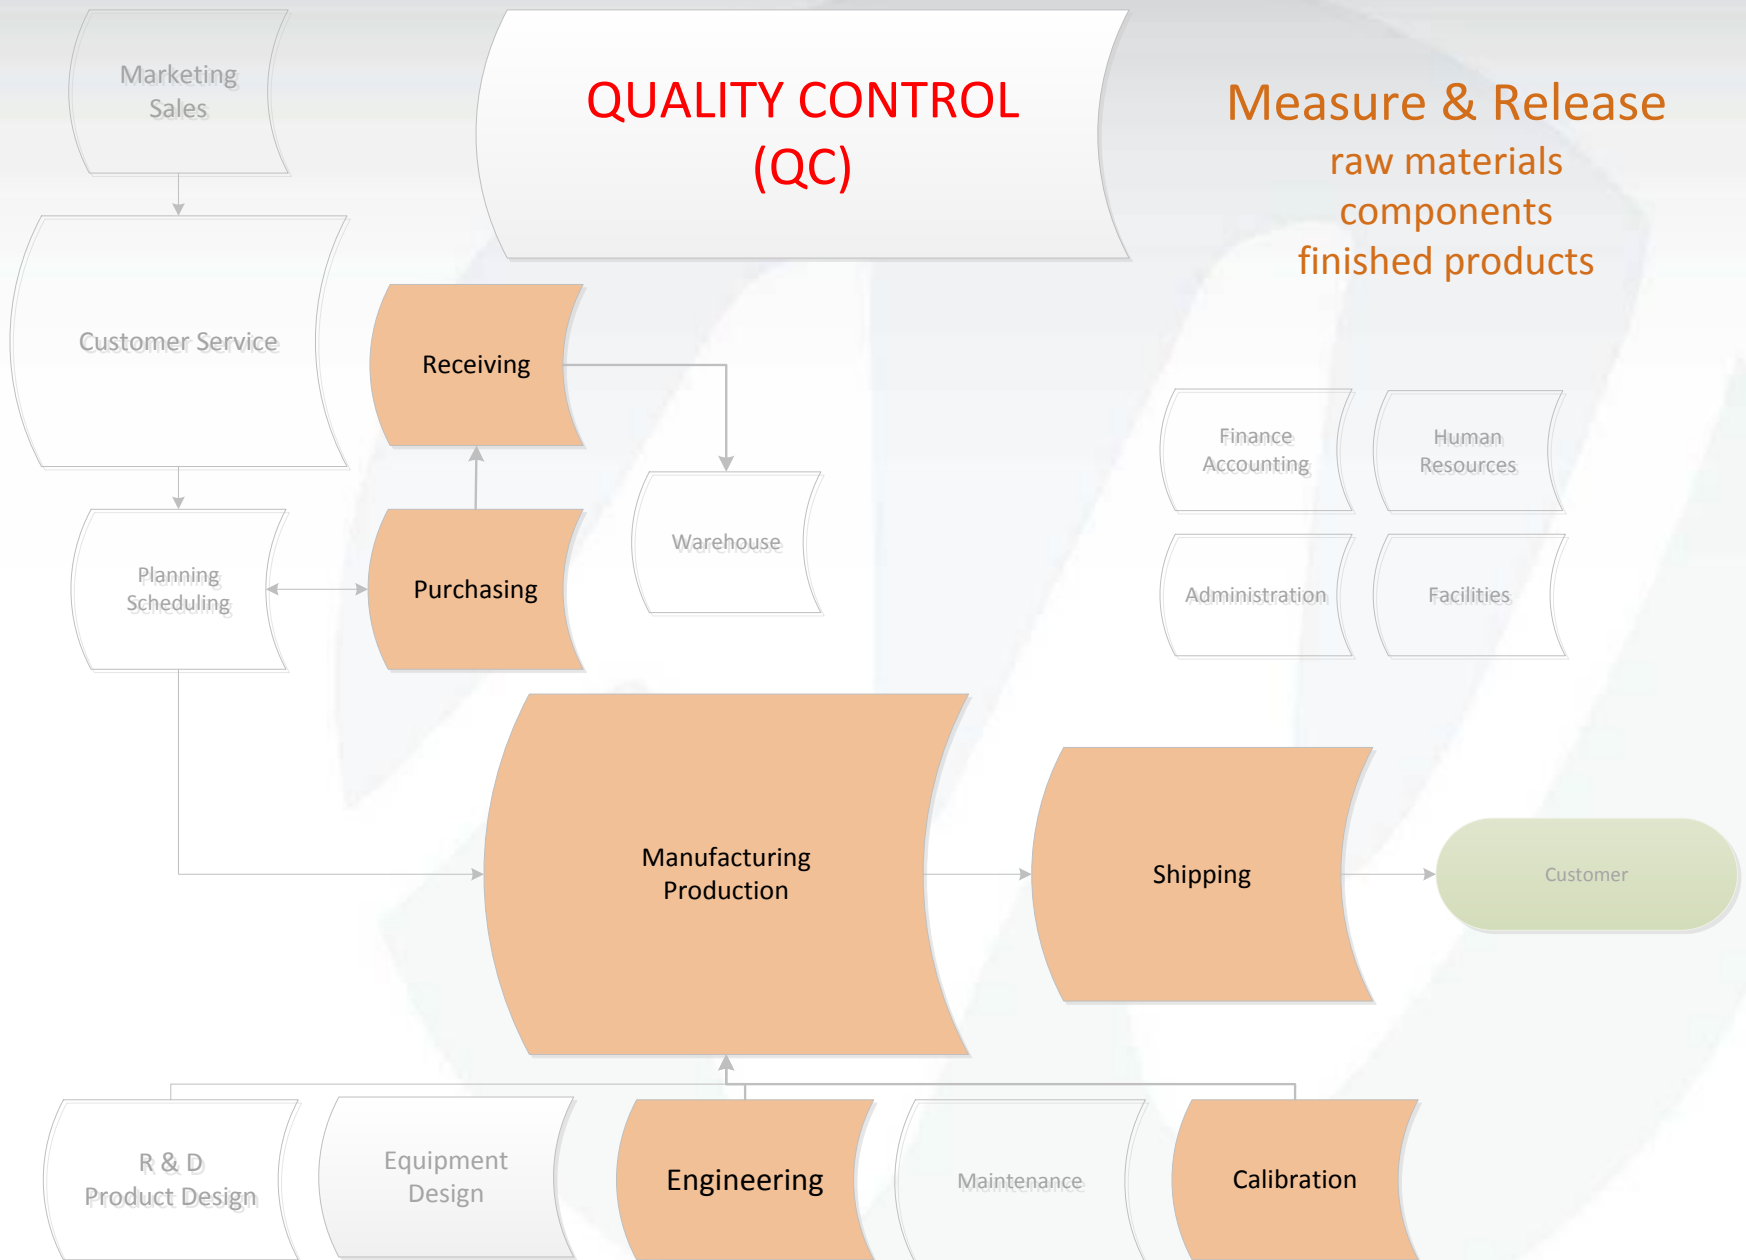 Marketing
Sales
QUALITY CONTROL
(QC)
Measure & Release
raw materials
components
finished products
Customer Service
Receiving
Finance
Accounting
Human
Resources
Warehouse
Planning
Scheduling
Purchasing
Administration
Facilities
Manufacturing
Production
Shipping
Customer
R & D
Product Design
Equipment
Design
Engineering
Maintenance
Calibration